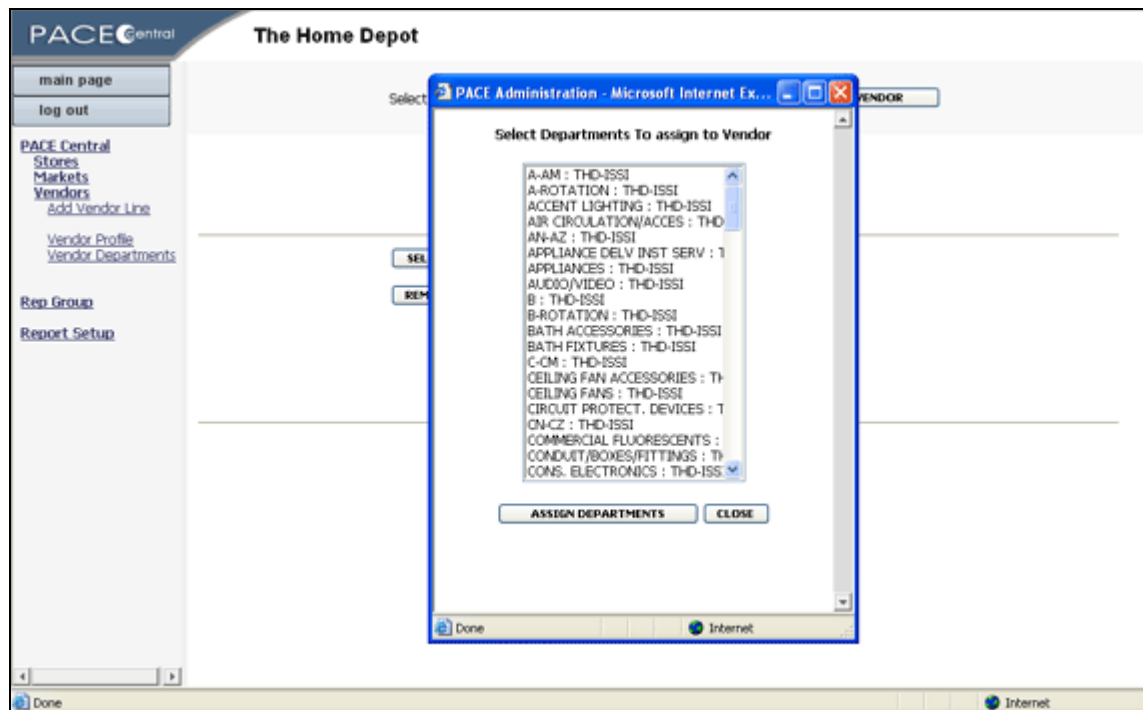 PACE Central
The Home Depot
main page
log out
PACE Central
Stores
Markets
Vendors
Add Vendor Line
Vendor Profile
Vendor Departments
Rep Group
Report Setup
Select
VENDOR
SEL
REM
PACE Administration - Microsoft Internet Ex...
Select Departments To assign to Vendor
A-AM : THD-ISSI
A-ROTATION : THD-ISSI
ACCENT LIGHTING : THD-ISSI
AIR CIRCULATION/ACCES : THD
AN-AZ : THD-ISSI
APPLIANCE DELV INST SERV : T
APPLIANCES : THD-ISSI
AUDIO/VIDEO : THD-ISSI
B : THD-ISSI
B-ROTATION : THD-ISSI
BATH ACCESSORIES : THD-ISSI
BATH FIXTURES : THD-ISSI
C-CM : THD-ISSI
CEILING FAN ACCESSORIES : TH
CEILING FANS : THD-ISSI
CIRCUIT PROTECT. DEVICES : T
CN-CZ : THD-ISSI
COMMERCIAL FLUORESCENTS :
CONDUIT/BOXES/FITTINGS : TH
CONS. ELECTRONICS : THD-ISS
ASSIGN DEPARTMENTS
CLOSE
Done
Internet
Done
Internet